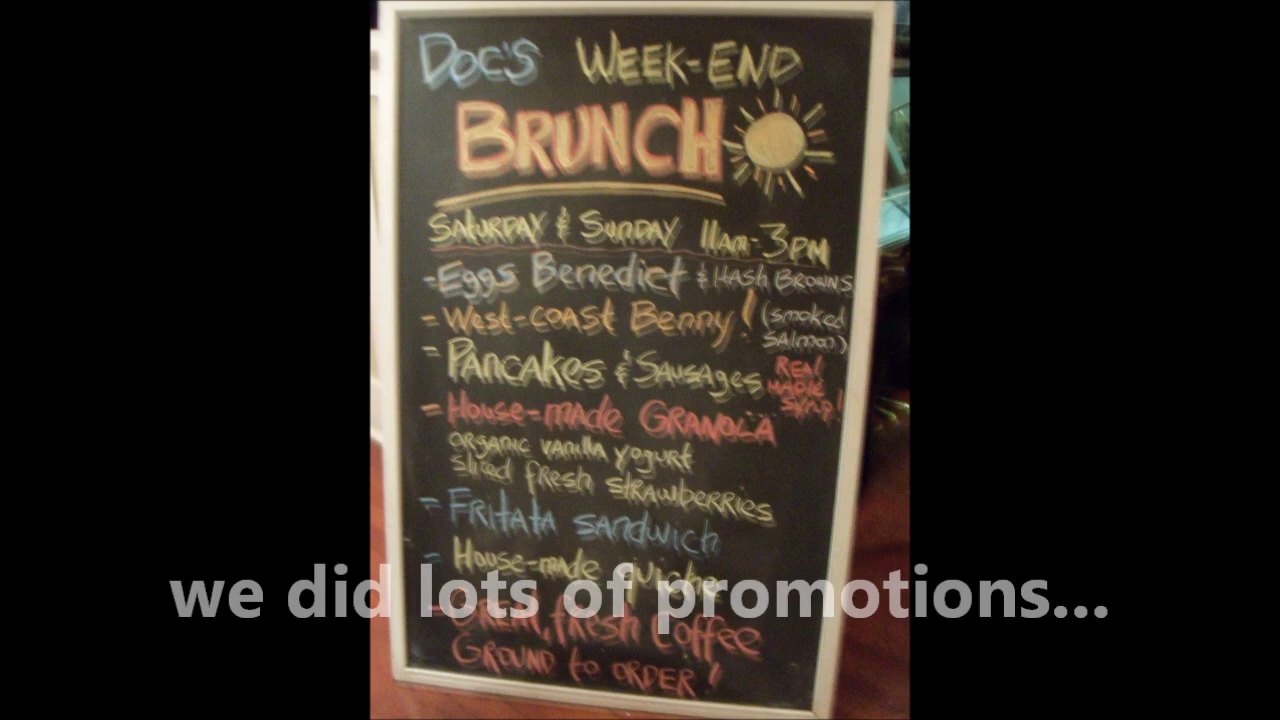 Doc's WEEK-END
BRUNCH
SATURDAY & SUNDAY 11am-3PM
- Eggs Benedict & HASH BROWNS
- West-coast Benny! (smoked
SAlmon)
- PANCAKES & SAUSAgES REAl
MAPle
Syrup!
- House-made GRANOLA
ORGANIC vanilla yogurt
sliced fresh strawberries
- FRITATA SANDWICH
- House-made quiche
- GREAT, fresh Coffee
GROUND to ORDER!
we did lots of promotions...